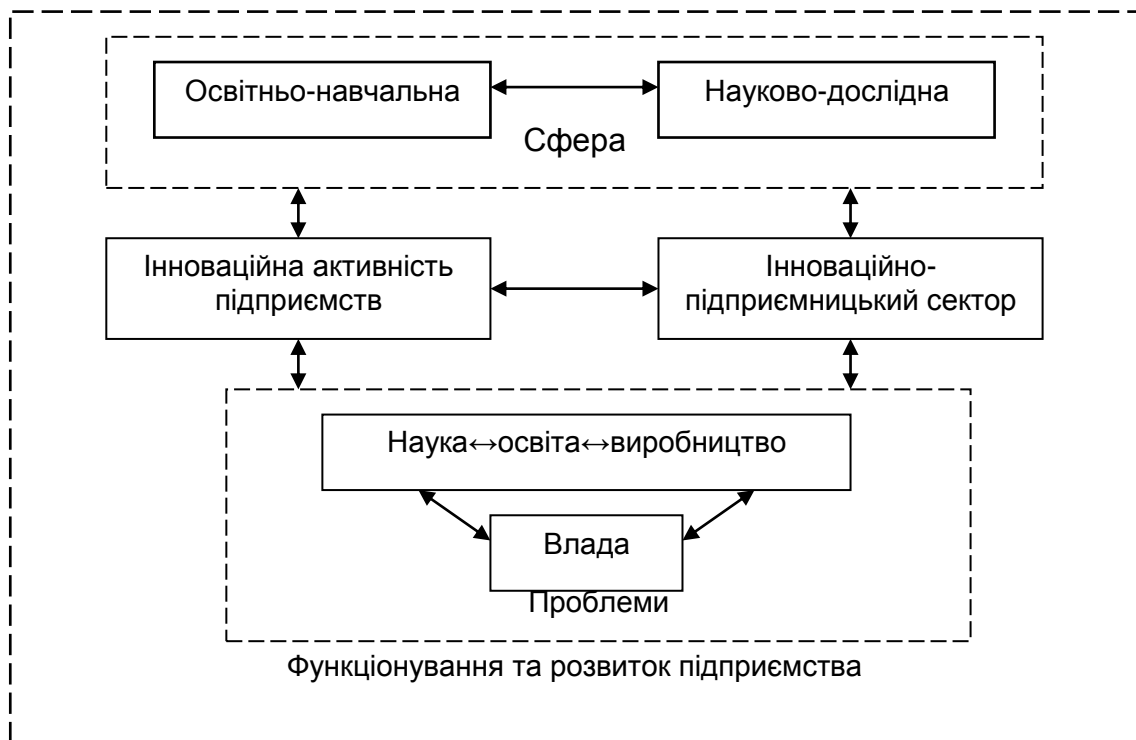 Освітньо-навчальна
Науково-дослідна
Сфера
Інноваційна активність
підприємств
Інноваційно-
підприємницький сектор
Наука↔освіта↔виробництво
Влада
Проблеми
Функціонування та розвиток підприємства